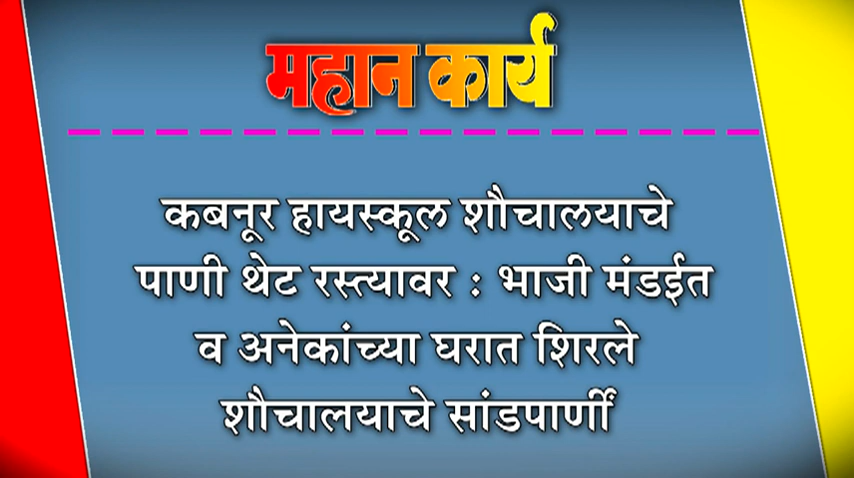 महान कार्य
कबनूर हायस्कूल शौचालयाचे
पाणी थेट रस्त्यावर : भाजी मंडईत
व अनेकांच्या घरात शिरले
शौचालयाचे सांडपार्णीं